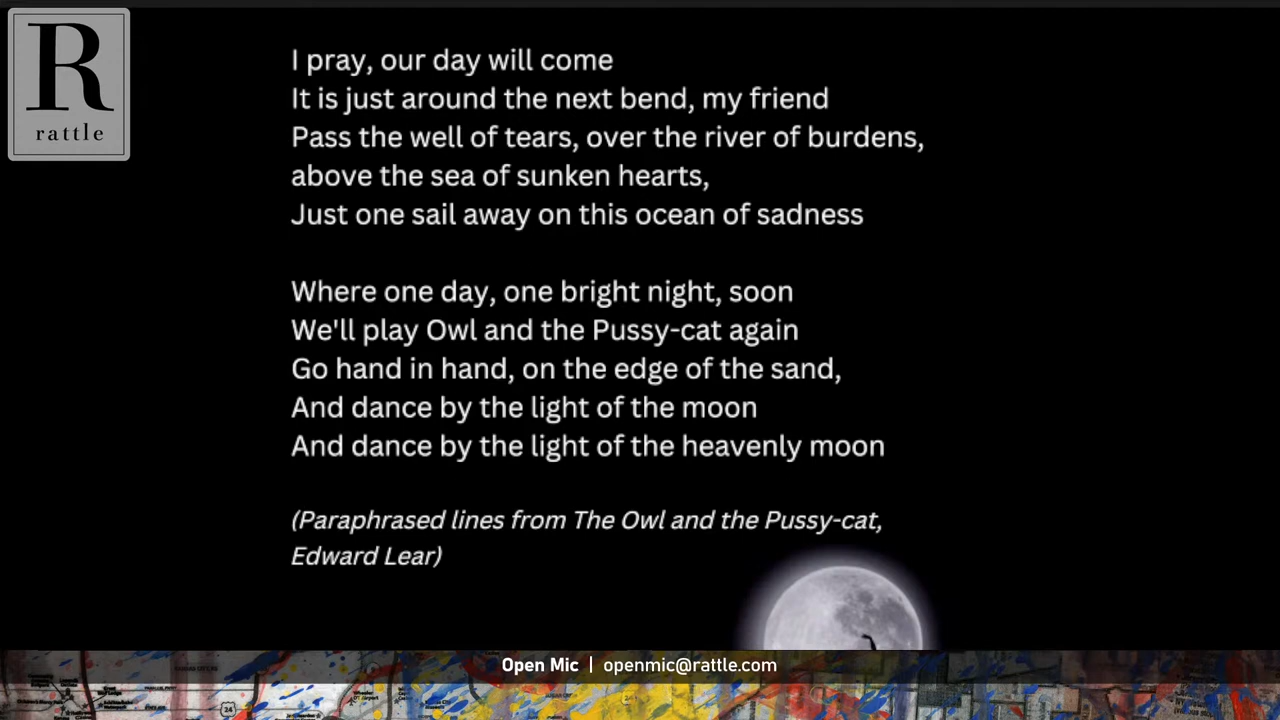 R
rattle
I pray, our day will come
It is just around the next bend, my friend
Pass the well of tears, over the river of burdens,
above the sea of sunken hearts,
Just one sail away on this ocean of sadness
Where one day, one bright night, soon
We'll play Owl and the Pussy-cat again
Go hand in hand, on the edge of the sand,
And dance by the light of the moon
And dance by the light of the heavenly moon
(Paraphrased lines from The Owl and the Pussy-cat,
Edward Lear)
Open Mic | openmic@rattle.com
24